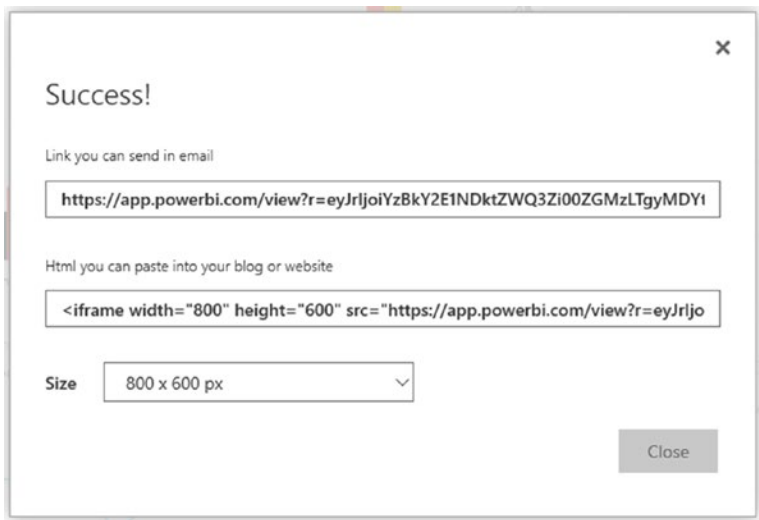 Success!
Link you can send in email
https://app.powerbi.com/view?r=eyJrIjoiYzBkY2E1NDktZWQ3Zi00ZGMzLTgyMDYt
Html you can paste into your blog or website
<iframe width="800" height="600" src="https://app.powerbi.com/view?r=eyJrIjo
Size 800 x 600 px
Close